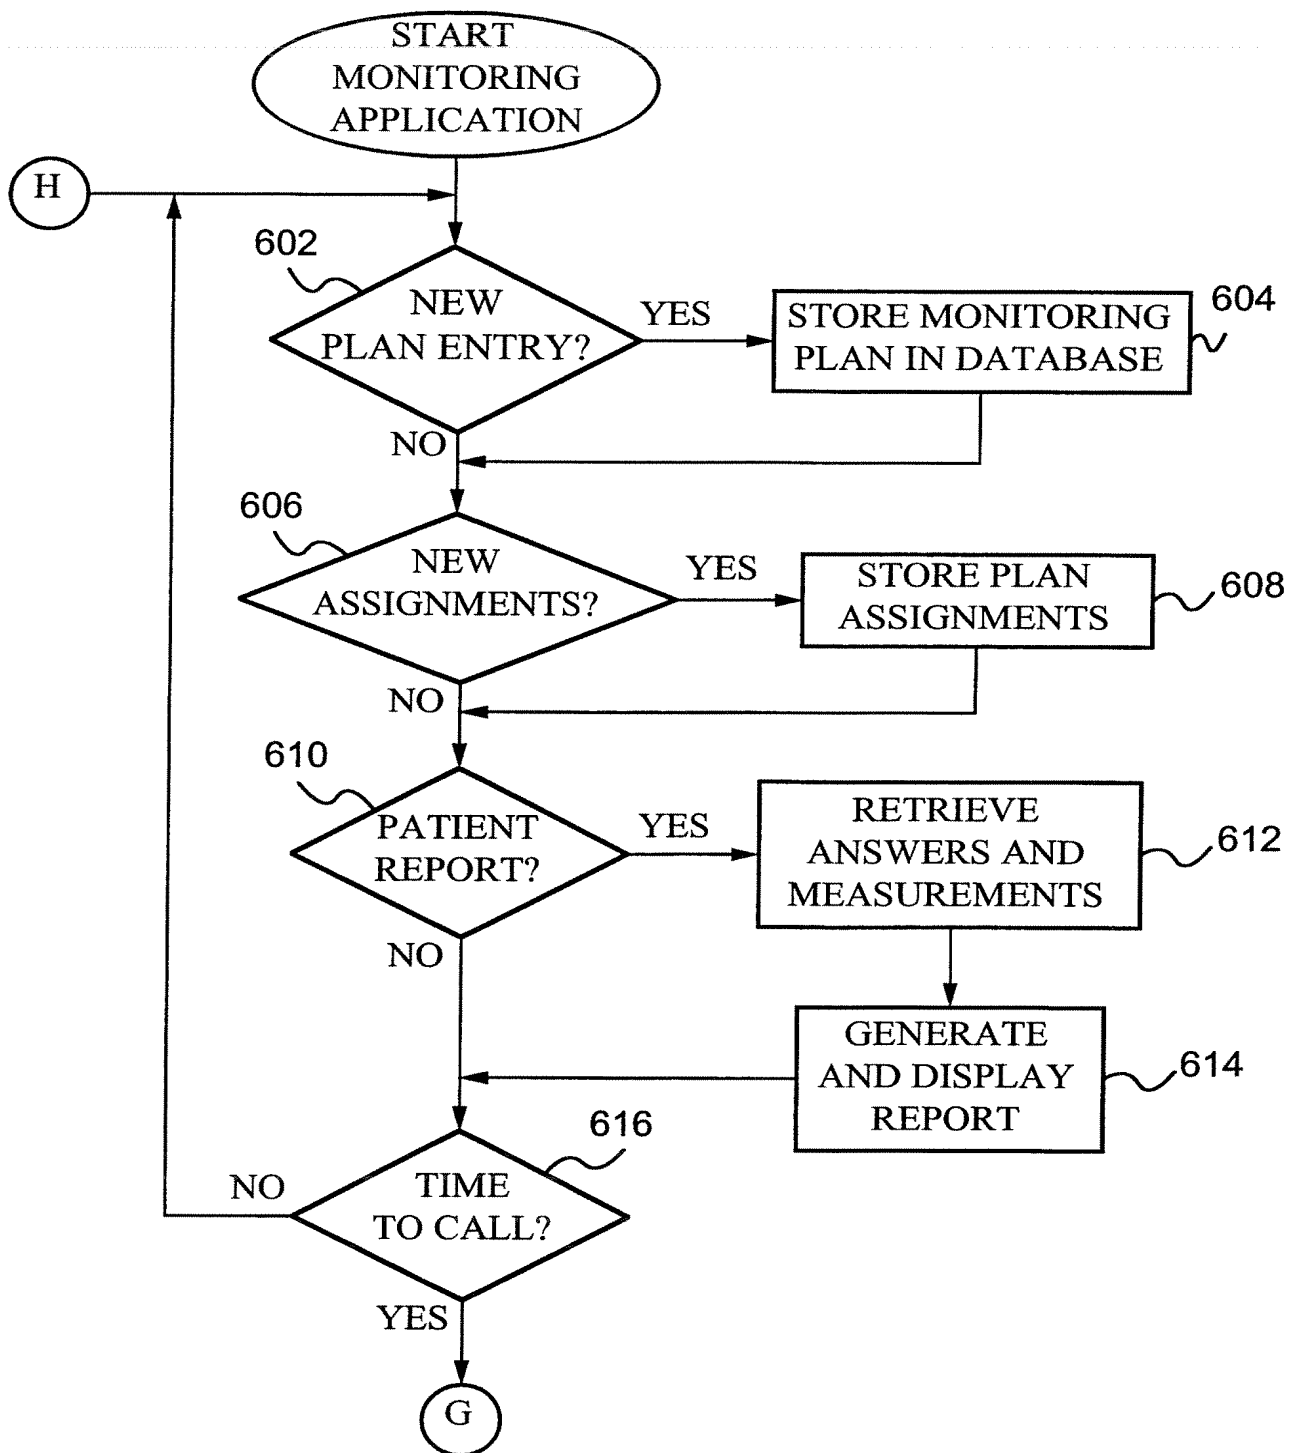 START
MONITORING
APPLICATION
H
602
NEW
PLAN ENTRY?
YES
STORE MONITORING
PLAN IN DATABASE
604
NO
606
NEW
ASSIGNMENTS?
YES
STORE PLAN
ASSIGNMENTS
608
NO
610
PATIENT
REPORT?
YES
RETRIEVE
ANSWERS AND
MEASUREMENTS
612
NO
GENERATE
AND DISPLAY
REPORT
614
616
TIME
TO CALL?
NO
YES
G